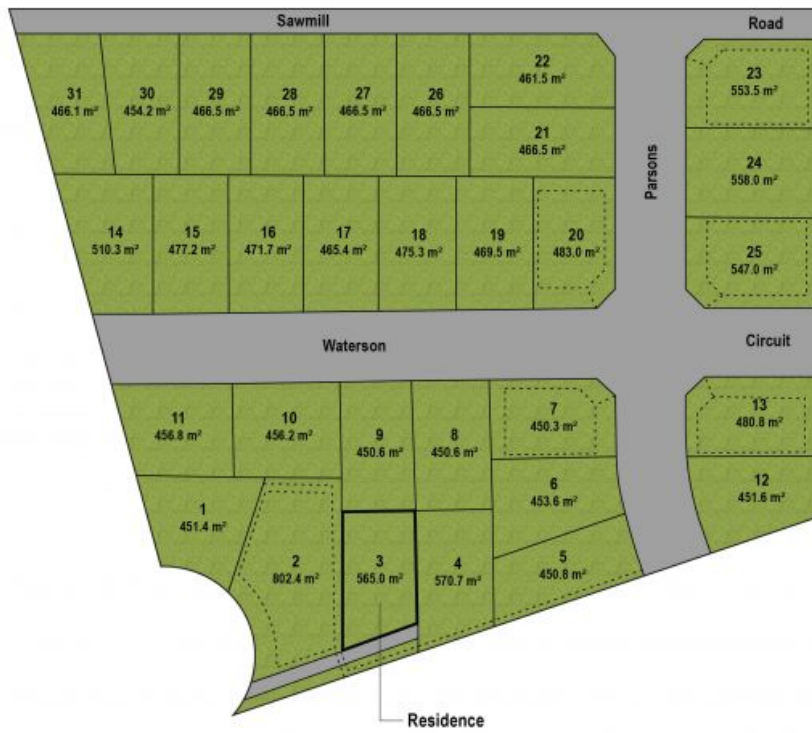 Sawmill
Road
31
466.1 m²
30
454.2 m²
29
466.5 m²
28
466.5 m²
27
466.5 m²
26
466.5 m²
22
461.5 m²
21
466.5 m²
23
553.5 m²
24
558.0 m²
25
547.0 m²
Parsons
14
510.3 m²
15
477.2 m²
16
471.7 m²
17
465.4 m²
18
475.3 m²
19
469.5 m²
20
483.0 m²
Waterson
Circuit
11
456.8 m²
10
456.2 m²
9
450.6 m²
8
450.6 m²
7
450.3 m²
13
480.8 m²
6
453.6 m²
12
451.6 m²
1
451.4 m²
2
802.4 m²
3
565.0 m²
4
570.7 m²
5
450.8 m²
Residence